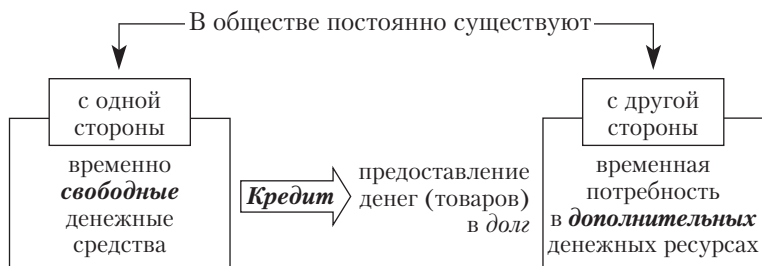 В обществе постоянно существуют
с одной
стороны
временно
свободные
денежные
средства
Кредит
предоставление
денег (товаров)
в долг
с другой
стороны
временная
потребность
в дополнительных
денежных ресурсах